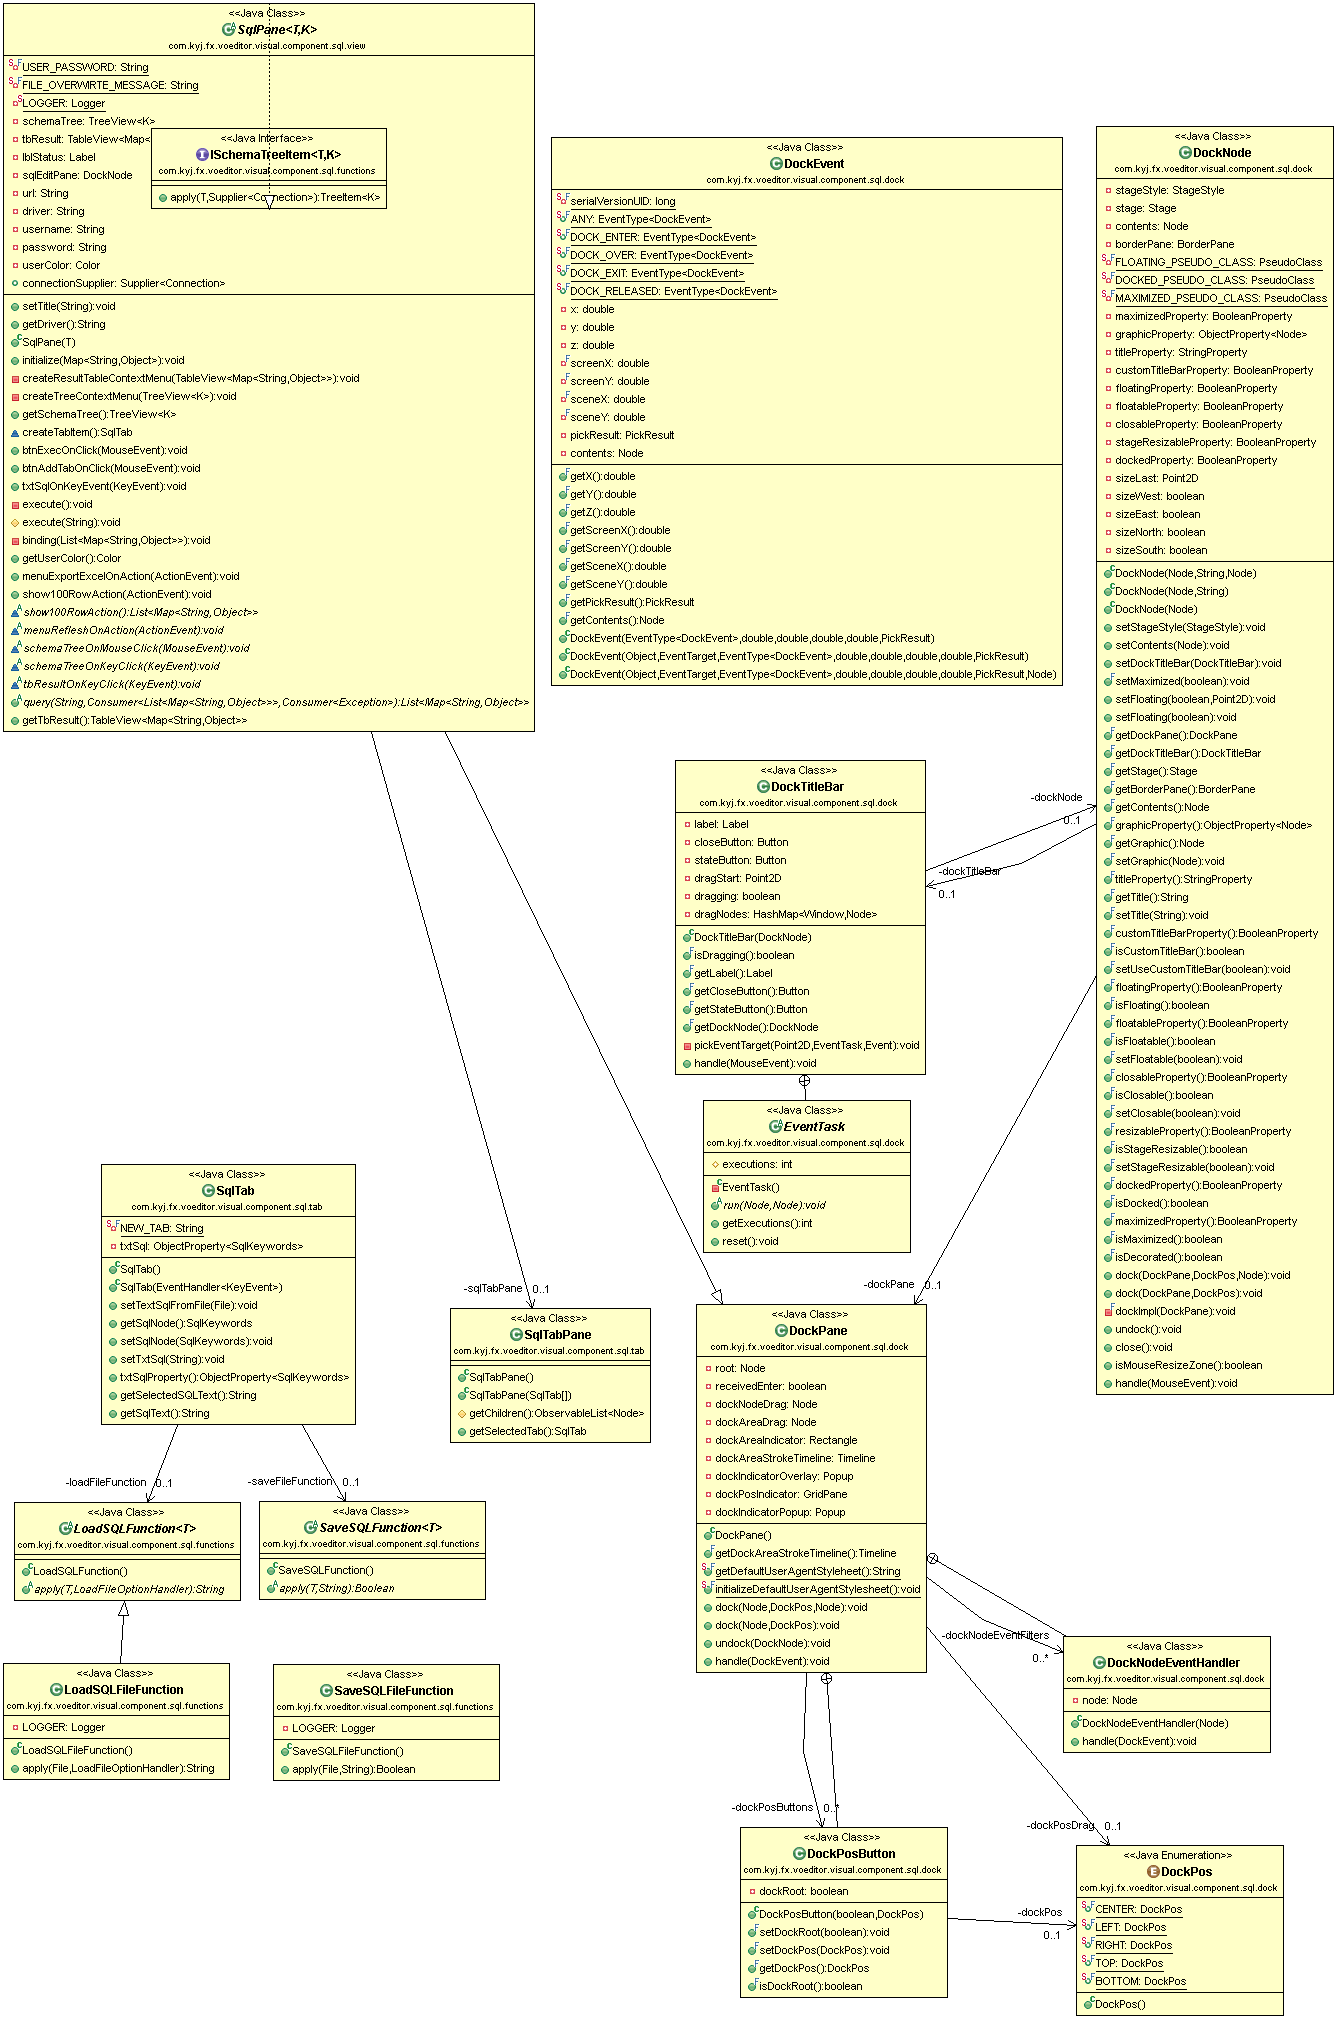 <<Java Class>>
SqlPane<T,K>
com.kyj.fx.voeditor.visual.component.sql.view
USER_PASSWORD: String
FILE_OVERWIRTE_MESSAGE: String
LOGGER: Logger
schemaTree: TreeView<K>
tbResult: TableView<Map<
lblStatus: Label
sqlEditPane: DockNode
url: String
driver: String
username: String
password: String
userColor: Color
connectionSupplier: Supplier<Connection>
setTitle(String):void
getDriver():String
SqlPane(T)
initialize(Map<String,Object>):void
createResultTableContextMenu(TableView<Map<String,Object>>):void
createTreeContextMenu(TreeView<K>):void
getSchemaTree():TreeView<K>
createTabItem():SqlTab
btnExecOnClick(MouseEvent):void
btnAddTabOnClick(MouseEvent):void
txtSqlOnKeyEvent(KeyEvent):void
execute():void
execute(String):void
binding(List<Map<String,Object>>):void
getUserColor():Color
menuExportExcelOnAction(ActionEvent):void
show100RowAction(ActionEvent):void
show100RowAction():List<Map<String,Object>>
menuRefleshOnAction(ActionEvent):void
schemaTreeOnMouseClick(MouseEvent):void
schemaTreeOnKeyClick(KeyEvent):void
tbResultOnKeyClick(KeyEvent):void
query(String,Consumer<List<Map<String,Object>>>,Consumer<Exception>):List<Map<String,Object>>
getTbResult():TableView<Map<String,Object>>
<<Java Interface>>
ISchemaTreeItem<T,K>
com.kyj.fx.voeditor.visual.component.sql.functions
apply(T,Supplier<Connection>):TreeItem<K>
<<Java Class>>
DockEvent
com.kyj.fx.voeditor.visual.component.sql.dock
serialVersionUID: long
ANY: EventType<DockEvent>
DOCK_ENTER: EventType<DockEvent>
DOCK_OVER: EventType<DockEvent>
DOCK_EXIT: EventType<DockEvent>
DOCK_RELEASED: EventType<DockEvent>
x: double
y: double
z: double
screenX: double
screenY: double
sceneX: double
sceneY: double
pickResult: PickResult
contents: Node
getX():double
getY():double
getZ():double
getScreenX():double
getScreenY():double
getSceneX():double
getSceneY():double
getPickResult():PickResult
getContents():Node
DockEvent(EventType<DockEvent>,double,double,double,double,PickResult)
DockEvent(Object,EventTarget,EventType<DockEvent>,double,double,double,double,PickResult)
DockEvent(Object,EventTarget,EventType<DockEvent>,double,double,double,double,PickResult,Node)
<<Java Class>>
DockNode
com.kyj.fx.voeditor.visual.component.sql.dock
stageStyle: StageStyle
stage: Stage
contents: Node
borderPane: BorderPane
FLOATING_PSEUDO_CLASS: PseudoClass
DOCKED_PSEUDO_CLASS: PseudoClass
MAXIMIZED_PSEUDO_CLASS: PseudoClass
maximizedProperty: BooleanProperty
graphicProperty: ObjectProperty<Node>
titleProperty: StringProperty
customTitleBarProperty: BooleanProperty
floatingProperty: BooleanProperty
floatableProperty: BooleanProperty
closableProperty: BooleanProperty
stageResizableProperty: BooleanProperty
dockedProperty: BooleanProperty
sizeLast: Point2D
sizeWest: boolean
sizeEast: boolean
sizeNorth: boolean
sizeSouth: boolean
DockNode(Node,String,Node)
DockNode(Node,String)
DockNode(Node)
setStageStyle(StageStyle):void
setContents(Node):void
setDockTitleBar(DockTitleBar):void
setMaximized(boolean):void
setFloating(boolean,Point2D):void
setFloating(boolean):void
getDockPane():DockPane
getDockTitleBar():DockTitleBar
getStage():Stage
getBorderPane():BorderPane
getContents():Node
graphicProperty():ObjectProperty<Node>
getGraphic():Node
setGraphic(Node):void
titleProperty():StringProperty
getTitle():String
setTitle(String):void
customTitleBarProperty():BooleanProperty
isCustomTitleBar():boolean
setUseCustomTitleBar(boolean):void
floatingProperty():BooleanProperty
isFloating():boolean
floatableProperty():BooleanProperty
isFloatable():boolean
setFloatable(boolean):void
closableProperty():BooleanProperty
isClosable():boolean
setClosable(boolean):void
resizableProperty():BooleanProperty
isStageResizable():boolean
setStageResizable(boolean):void
dockedProperty():BooleanProperty
isDocked():boolean
maximizedProperty():BooleanProperty
isMaximized():boolean
isDecorated():boolean
dock(DockPane,DockPos,Node):void
dock(DockPane,DockPos):void
dockImpl(DockPane):void
undock():void
close():void
isMouseResizeZone():boolean
handle(MouseEvent):void
<<Java Class>>
DockTitleBar
com.kyj.fx.voeditor.visual.component.sql.dock
label: Label
closeButton: Button
stateButton: Button
dragStart: Point2D
dragging: boolean
dragNodes: HashMap<Window,Node>
DockTitleBar(DockNode)
isDragging():boolean
getLabel():Label
getCloseButton():Button
getStateButton():Button
getDockNode():DockNode
pickEventTarget(Point2D,EventTask,Event):void
handle(MouseEvent):void
-dockNode
0..1
-dockTitleBar
0..1
<<Java Class>>
EventTask
com.kyj.fx.voeditor.visual.component.sql.dock
executions: int
EventTask()
run(Node,Node):void
getExecutions():int
reset():void
<<Java Class>>
SqlTab
com.kyj.fx.voeditor.visual.component.sql.tab
NEW_TAB: String
txtSql: ObjectProperty<SqlKeywords>
SqlTab()
SqlTab(EventHandler<KeyEvent>)
setTextSqlFromFile(File):void
getSqlNode():SqlKeywords
setSqlNode(SqlKeywords):void
setTxtSql(String):void
txtSqlProperty():ObjectProperty<SqlKeywords>
getSelectedSQLText():String
getSqlText():String
-sqlTabPane
0..1
<<Java Class>>
SqlTabPane
com.kyj.fx.voeditor.visual.component.sql.tab
SqlTabPane()
SqlTabPane(SqlTab[])
getChildren():ObservableList<Node>
getSelectedTab():SqlTab
-dockPane
0..1
<<Java Class>>
DockPane
com.kyj.fx.voeditor.visual.component.sql.dock
root: Node
receivedEnter: boolean
dockNodeDrag: Node
dockAreaDrag: Node
dockAreaIndicator: Rectangle
dockAreaStrokeTimeline: Timeline
dockIndicatorOverlay: Popup
dockPosIndicator: GridPane
dockIndicatorPopup: Popup
DockPane()
getDockAreaStrokeTimeline():Timeline
getDefaultUserAgentStyleheet():String
initializeDefaultUserAgentStylesheet():void
dock(Node,DockPos,Node):void
dock(Node,DockPos):void
undock(DockNode):void
handle(DockEvent):void
-loadFileFunction
0..1
-saveFileFunction
0..1
<<Java Class>>
LoadSQLFunction<T>
com.kyj.fx.voeditor.visual.component.sql.functions
LoadSQLFunction()
apply(T,LoadFileOptionHandler):String
<<Java Class>>
SaveSQLFunction<T>
com.kyj.fx.voeditor.visual.component.sql.functions
SaveSQLFunction()
apply(T,String):Boolean
<<Java Class>>
LoadSQLFileFunction
com.kyj.fx.voeditor.visual.component.sql.functions
LOGGER: Logger
LoadSQLFileFunction()
apply(File,LoadFileOptionHandler):String
<<Java Class>>
SaveSQLFileFunction
com.kyj.fx.voeditor.visual.component.sql.functions
LOGGER: Logger
SaveSQLFileFunction()
apply(File,String):Boolean
-dockNodeEventFilters
0..*
<<Java Class>>
DockNodeEventHandler
com.kyj.fx.voeditor.visual.component.sql.dock
node: Node
DockNodeEventHandler(Node)
handle(DockEvent):void
-dockPosButtons
0..*
-dockPosDrag
0..1
<<Java Class>>
DockPosButton
com.kyj.fx.voeditor.visual.component.sql.dock
dockRoot: boolean
DockPosButton(boolean,DockPos)
setDockRoot(boolean):void
setDockPos(DockPos):void
getDockPos():DockPos
isDockRoot():boolean
-dockPos
0..1
<<Java Enumeration>>
DockPos
com.kyj.fx.voeditor.visual.component.sql.dock
CENTER: DockPos
LEFT: DockPos
RIGHT: DockPos
TOP: DockPos
BOTTOM: DockPos
DockPos()